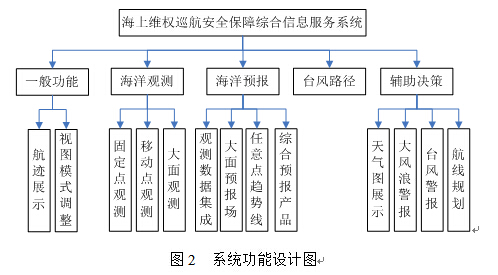 海上维权巡航安全保障综合信息服务系统
一般功能
海洋观测
海洋预报
台风路径
辅助决策
航迹展示
视图模式调整
固定点观测
移动点观测
大面观测
观测数据集成
大面预报场
任意点趋势线
综合预报产品
天气图展示
大风浪警报
台风警报
航线规划
图2 系统功能设计图